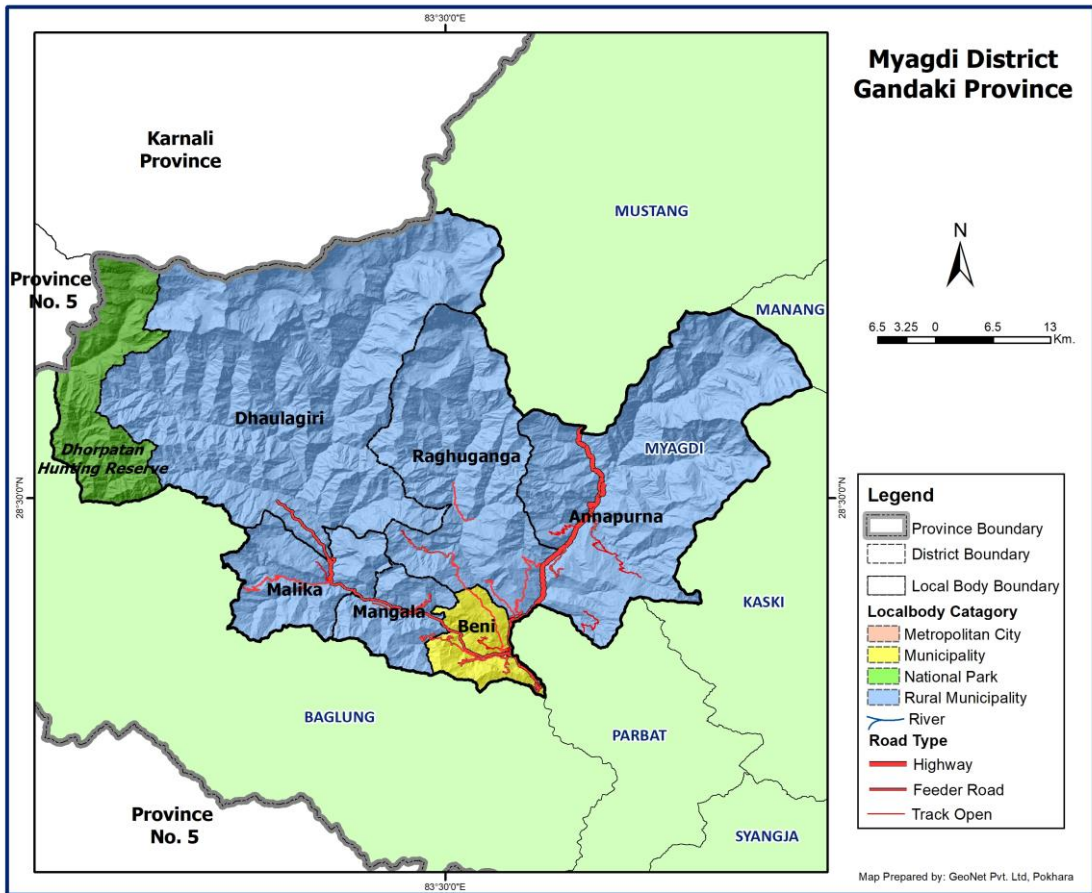 83°30'0"E
Myagdi District
Gandaki Province
Karnali
Province
MUSTANG
N
Province
No. 5
MANANG
6.5 3.25 0 6.5 13
Km.
Dhaulagiri
Raghuganga
MYAGDI
Dhorpatan
Hunting Reserve
28°30'0"N
28°30'0"N
Annapurna
Legend
Province Boundary
District Boundary
Local Body Boundary
Localbody Catagory
Metropolitan City
Municipality
National Park
Rural Municipality
River
Road Type
Highway
Feeder Road
Track Open
Malika
Mangala
Beni
KASKI
BAGLUNG
PARBAT
Province
No. 5
SYANGJA
83°30'0"E
Map Prepared by: GeoNet Pvt. Ltd, Pokhara